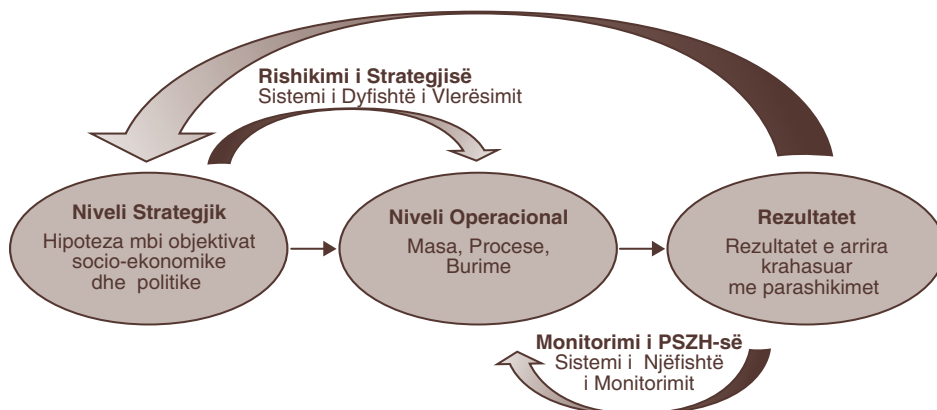 Rishikimi i Strategjisë
Sistemi i Dyfishtë i Vlerësimit
Niveli Strategjik
Hipoteza mbi objektivat
socio-ekonomike
dhe politike
Niveli Operacional
Masa, Procese,
Burime
Rezultatet
Rezultatet e arrira
krahasuar
me parashikimet
Monitorimi i PSZH-së
Sistemi i Njëfishtë
i Monitorimit